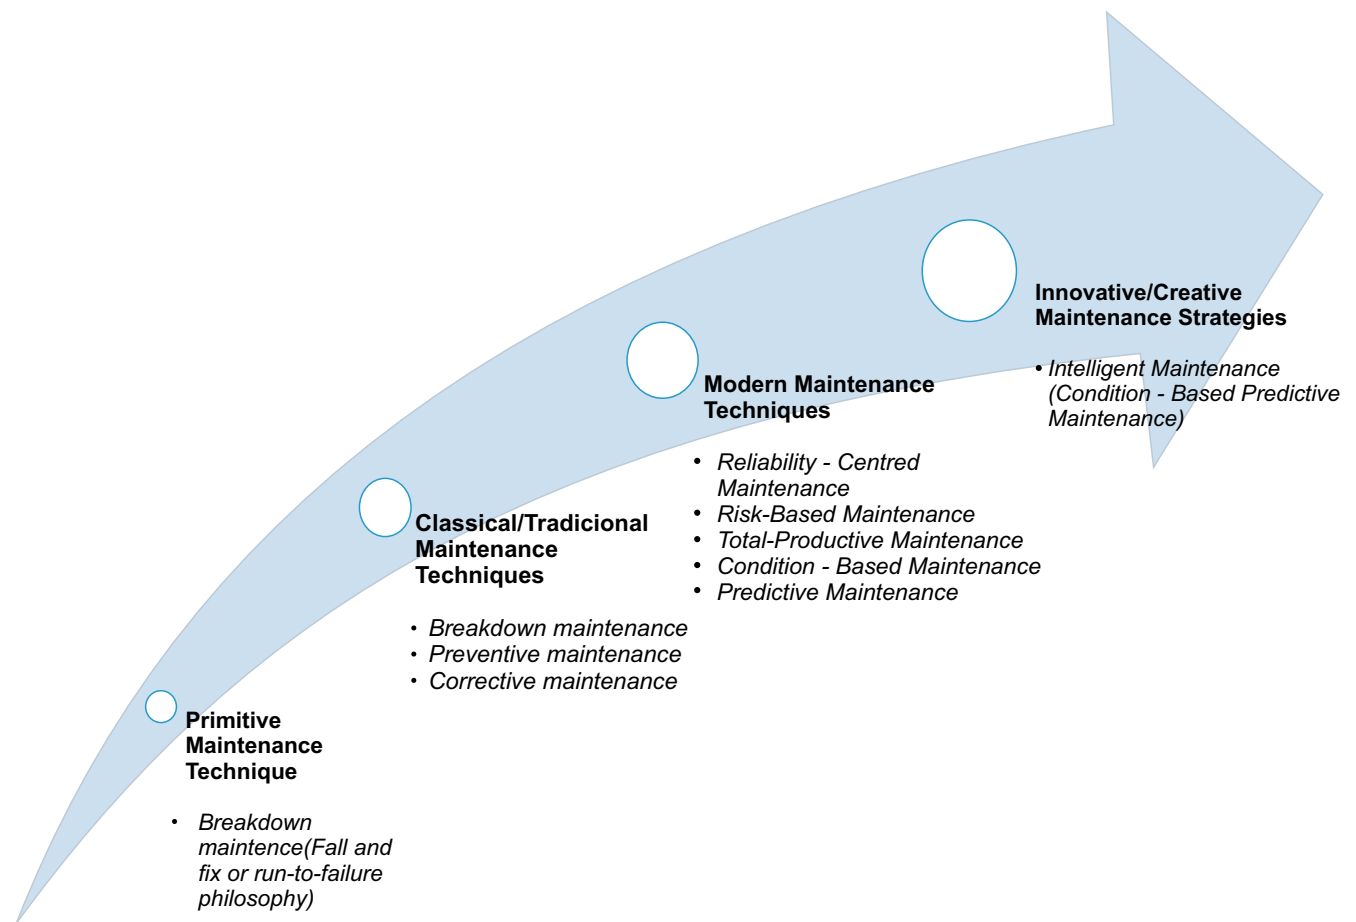 Innovative/Creative
Maintenance Strategies
• Intelligent Maintenance
(Condition - Based Predictive
Maintenance)
Modern Maintenance
Techniques
• Reliability - Centred
Maintenance
• Risk-Based Maintenance
• Total-Productive Maintenance
• Condition - Based Maintenance
• Predictive Maintenance
Classical/Tradicional
Maintenance
Techniques
• Breakdown maintenance
• Preventive maintenance
• Corrective maintenance
Primitive
Maintenance
Technique
• Breakdown
maintence(Fall and
fix or run-to-failure
philosophy)